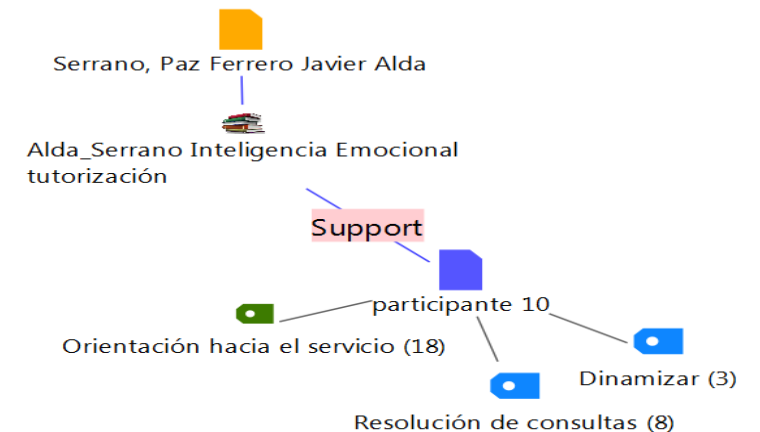 Serrano, Paz Ferrero Javier Alda
Alda_Serrano Inteligencia Emocional
tutorización
Support
participante 10
Orientación hacia el servicio (18)
Dinamizar (3)
Resolución de consultas (8)